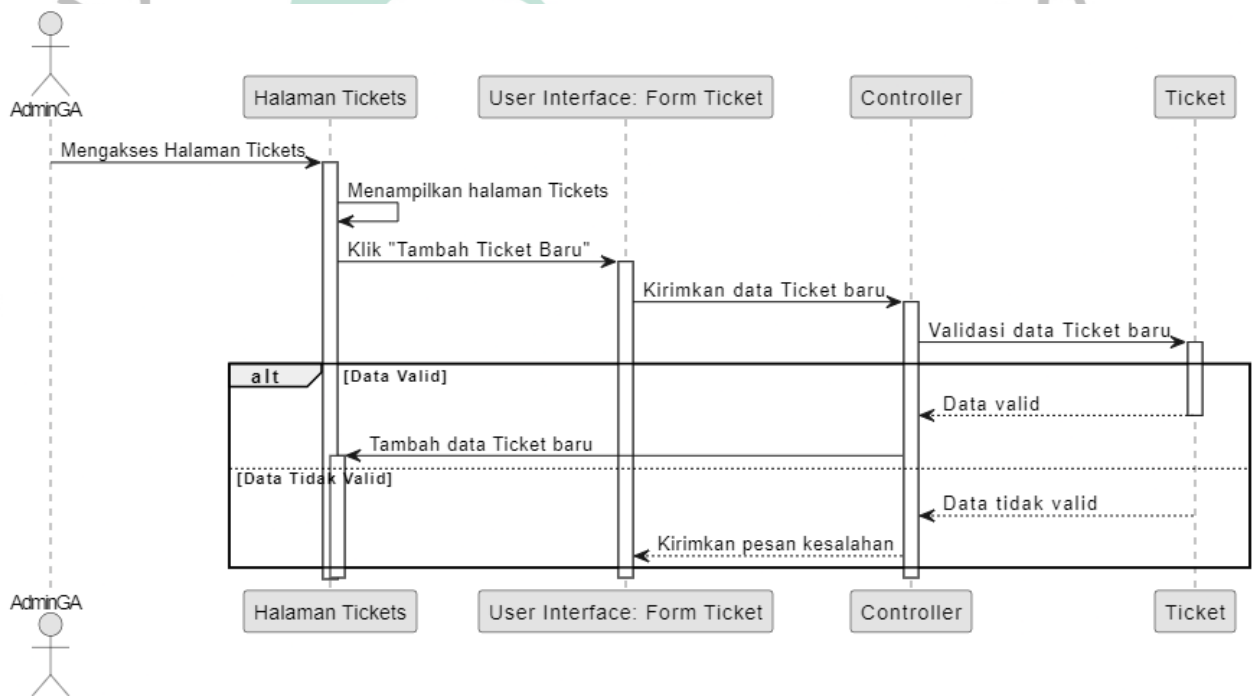 AdminGA
Halaman Tickets
User Interface: Form Ticket
Controller
Ticket
Mengakses Halaman Tickets
Menampilkan halaman Tickets
Klik "Tambah Ticket Baru"
Kirimkan data Ticket baru
Validasi data Ticket baru
alt
[Data Valid]
Data valid
Tambah data Ticket baru
[Data Tidak Valid]
Data tidak valid
Kirimkan pesan kesalahan
AdminGA
Halaman Tickets
User Interface: Form Ticket
Controller
Ticket